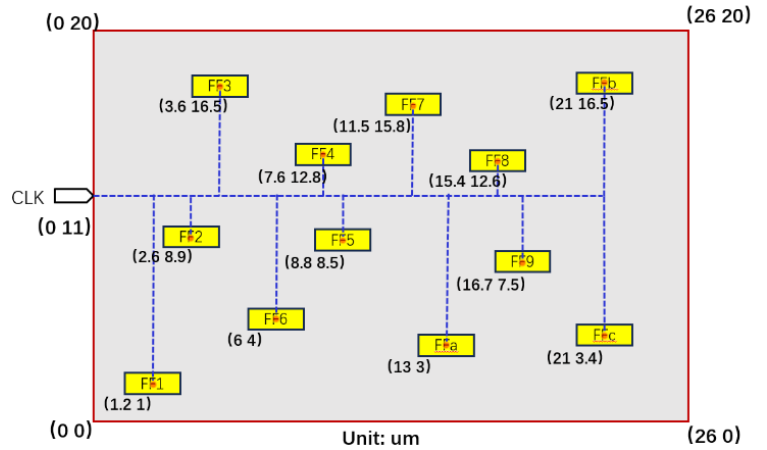 (0 20)
(26 20)
FF3
(3.6 16.5)
FF7
(11.5 15.8)
FFb
(21 16.5)
FF4
(7.6 12.8)
FF8
(15.4 12.6)
CLK
(0 11)
FF2
(2.6 8.9)
FF5
(8.8 8.5)
FF9
(16.7 7.5)
FF6
(6 4)
FFa
(13 3)
FFc
(21 3.4)
FF1
(1.2 1)
(0 0)
Unit: um
(26 0)